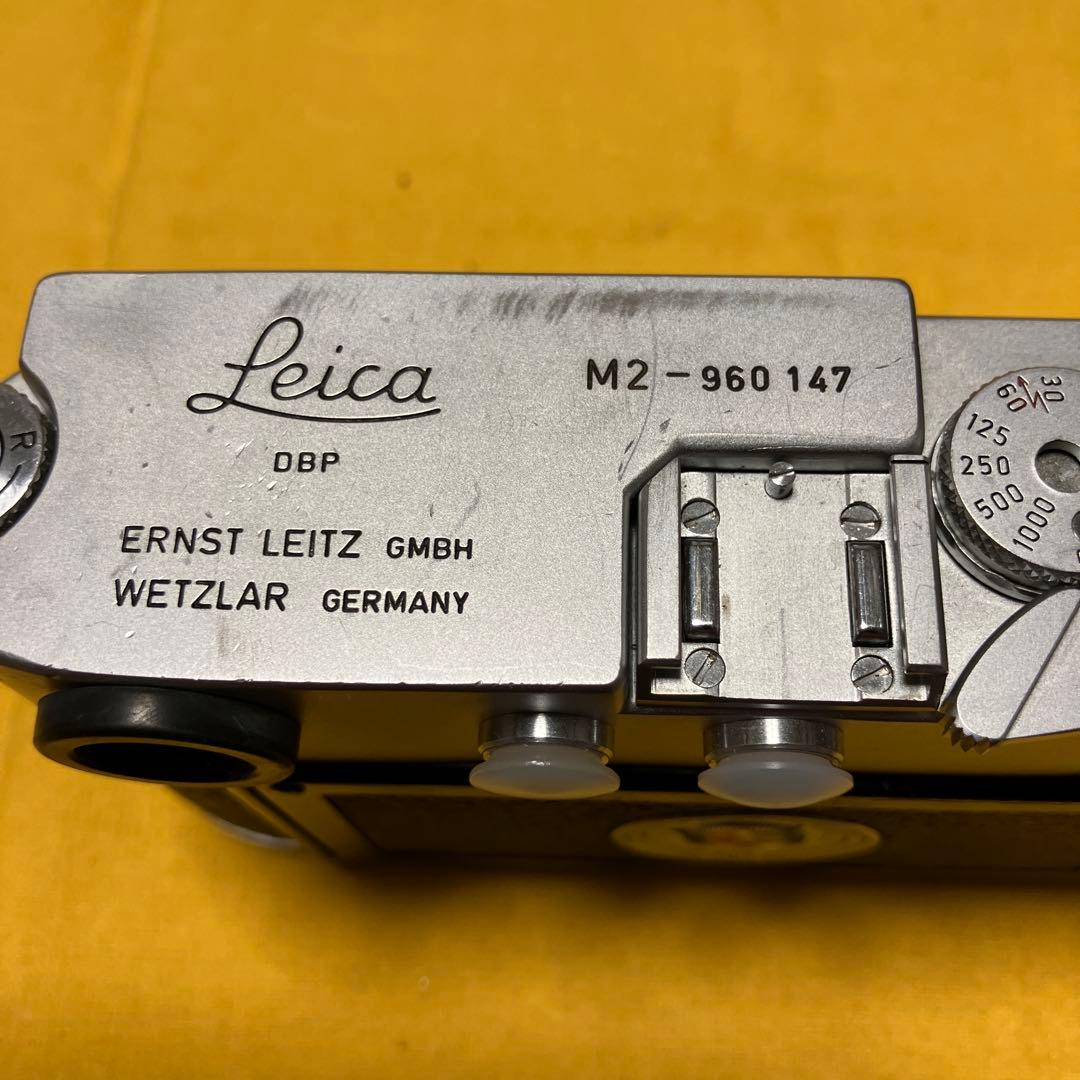 Leica
M2-960 147
DBP
ERNST LEITZ GMBH
WETZLAR GERMANY
R
30
60
125
250
500
1000